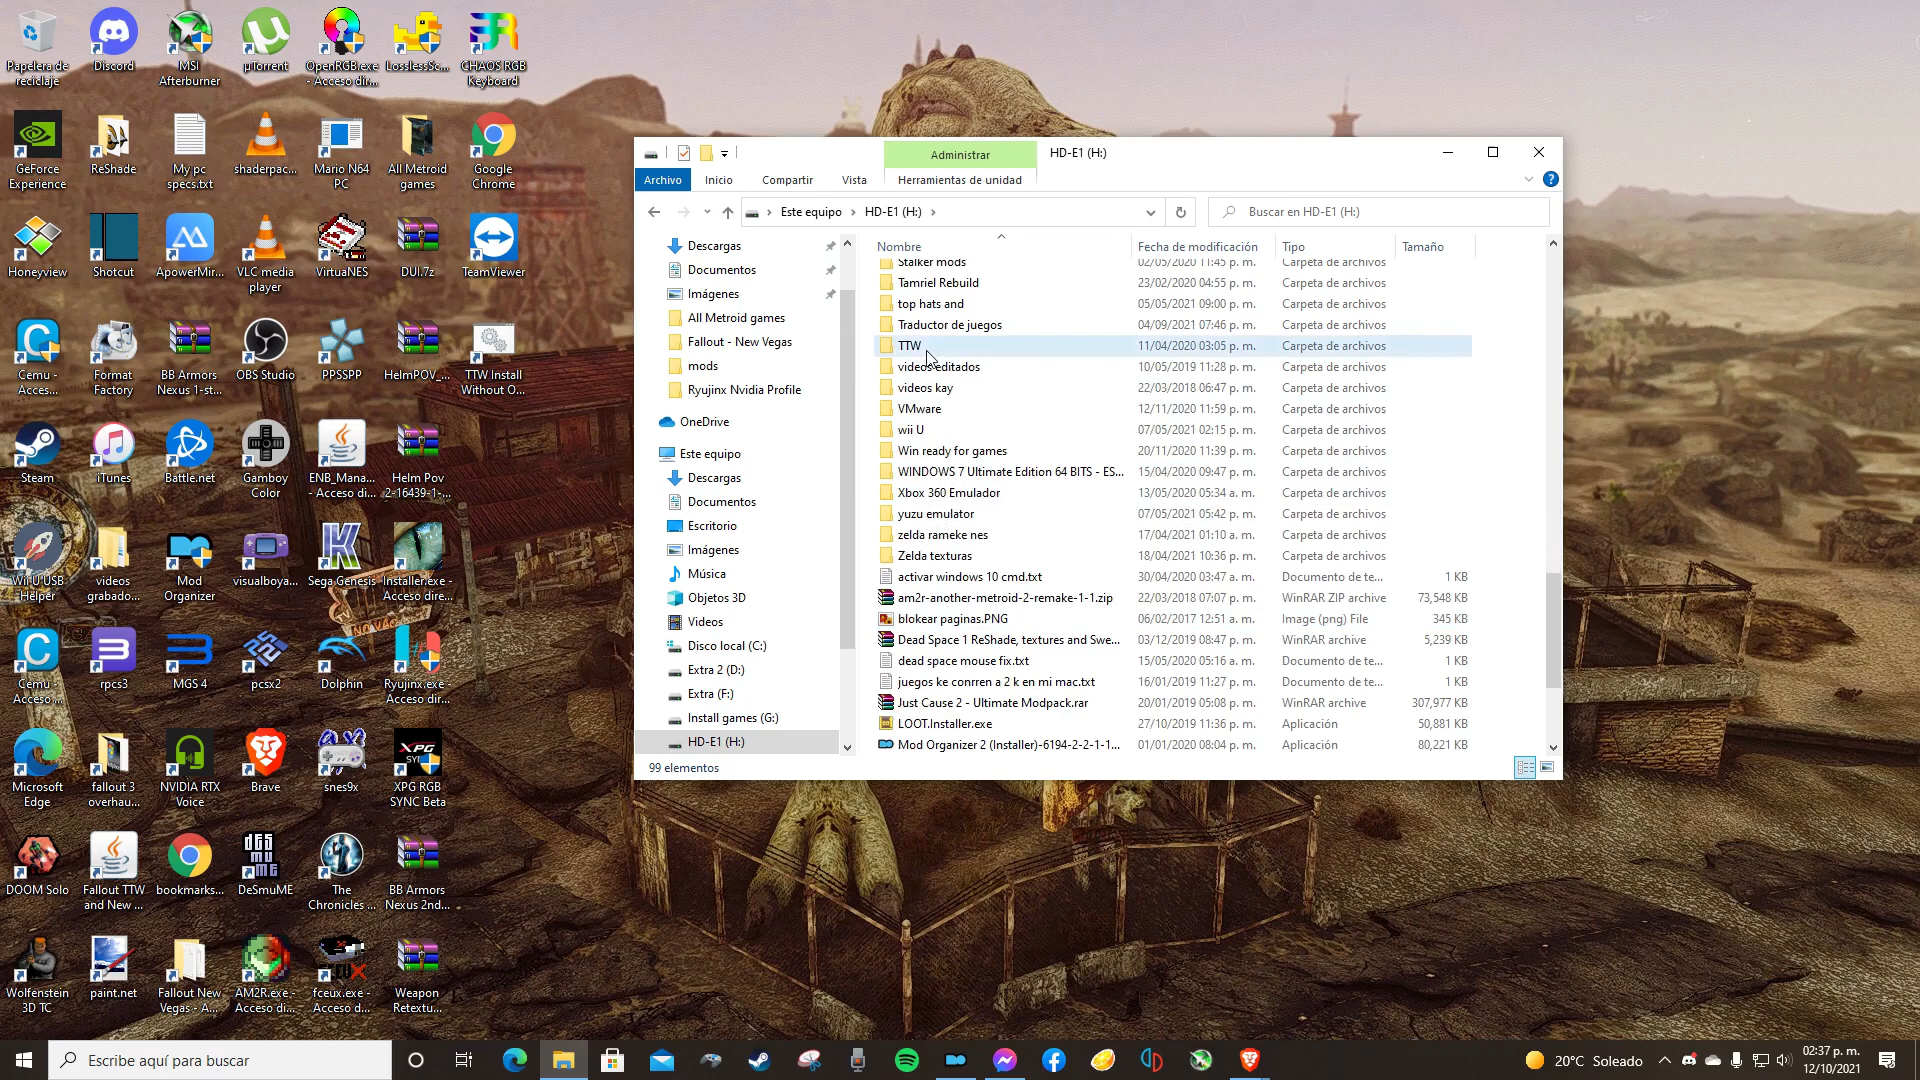 Papelera de
reciclaje
Discord
MSI
Afterburner
µTorrent
OpenRGB.exe
- Acceso dir...
LosslessSc...
CHAOS RGB
Keyboard
GeForce
Experience
ReShade
My pc
specs.txt
shaderpac...
Mario N64
PC
All Metroid
games
Google
Chrome
Honeyview
Shotcut
ApowerMir...
VLC media
player
VirtuaNES
DUI.7z
TeamViewer
Cemu -
Acceso...
Format
Factory
BB Armors
Nexus 1-st...
OBS Studio
PPSSPP
HelmPOV_...
TTW Install
Without O...
Steam
iTunes
Battle.net
Gamboy
Color
ENB_Mana...
- Acceso di...
Helm Pov
2-16439-1-...
Wii U USB
Helper
videos
grabado...
Mod
Organizer
visualboya...
Sega Genesis
Installer.exe -
Acceso dire...
Cemu -
Acceso...
rpcs3
MGS 4
pcsx2
Dolphin
Ryujinx.exe -
Acceso dir...
Microsoft
Edge
fallout 3
overhau...
NVIDIA RTX
Voice
Brave
snes9x
XPG RGB
SYNC Beta
DOOM Solo
Fallout TTW
and New ...
bookmarks...
DeSmuME
The
Chronicles ...
BB Armors
Nexus 2nd...
Wolfenstein
3D TC
paint.net
Fallout New
Vegas - A...
AM2R.exe -
Acceso di...
fceux.exe -
Acceso d...
Weapon
Retextu...
Administrar
HD-E1 (H:)
Archivo
Inicio
Compartir
Vista
Herramientas de unidad
Este equipo
HD-E1 (H:)
Buscar en HD-E1 (H:)
Descargas
Documentos
Imágenes
All Metroid games
Fallout - New Vegas
mods
Ryujinx Nvidia Profile
OneDrive
Este equipo
Descargas
Documentos
Escritorio
Imágenes
Música
Objetos 3D
Videos
Disco local (C:)
Extra 2 (D:)
Extra (F:)
Install games (G:)
HD-E1 (H:)
Nombre Fecha de modificación Tipo Tamaño
Stalker mods 02/05/2020 11:45 p. m. Carpeta de archivos
Tamriel Rebuild 23/02/2020 04:55 p. m. Carpeta de archivos
top hats and 05/05/2021 09:00 p. m. Carpeta de archivos
Traductor de juegos 04/09/2021 07:46 p. m. Carpeta de archivos
TTW 11/04/2020 03:05 p. m. Carpeta de archivos
videos editados 10/05/2019 11:28 p. m. Carpeta de archivos
videos kay 22/03/2018 06:47 p. m. Carpeta de archivos
VMware 12/11/2020 11:59 p. m. Carpeta de archivos
wii U 07/05/2021 02:15 p. m. Carpeta de archivos
Win ready for games 20/11/2020 11:39 p. m. Carpeta de archivos
WINDOWS 7 Ultimate Edition 64 BITS - ES... 15/04/2020 09:47 p. m. Carpeta de archivos
Xbox 360 Emulador 13/05/2020 05:34 a. m. Carpeta de archivos
yuzu emulator 07/05/2021 05:42 p. m. Carpeta de archivos
zelda rameke nes 17/04/2021 01:10 a. m. Carpeta de archivos
Zelda texturas 18/04/2021 10:36 p. m. Carpeta de archivos
activar windows 10 cmd.txt 30/04/2020 03:47 a. m. Documento de te... 1 KB
am2r-another-metroid-2-remake-1-1.zip 22/03/2018 07:07 p. m. WinRAR ZIP archive 73,548 KB
blokear paginas.PNG 06/02/2017 12:51 a. m. Image (png) File 345 KB
Dead Space 1 ReShade, textures and Swe... 03/12/2019 08:47 p. m. WinRAR archive 5,239 KB
dead space mouse fix.txt 15/05/2020 05:16 a. m. Documento de te... 1 KB
juegos ke conrren a 2 k en mi mac.txt 16/01/2019 11:27 p. m. Documento de te... 1 KB
Just Cause 2 - Ultimate Modpack.rar 20/01/2019 05:08 p. m. WinRAR archive 307,977 KB
LOOT.Installer.exe 27/10/2019 11:36 p. m. Aplicación 50,881 KB
Mod Organizer 2 (Installer)-6194-2-2-1-1... 01/01/2020 08:04 p. m. Aplicación 80,221 KB
99 elementos
Escribe aquí para buscar
20°C Soleado
02:37 p. m.
12/10/2021